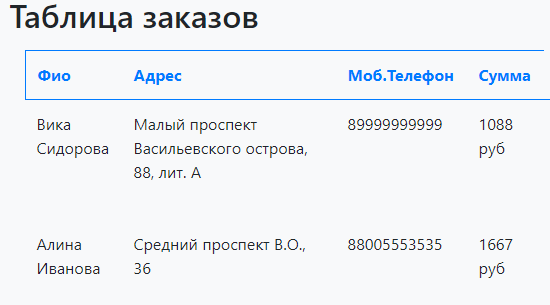 Таблица заказов
Фио Адрес Моб.Телефон Сумма
Вика Малый проспект 89999999999 1088
Сидорова Васильевского острова, руб
88, лит. А
Алина Средний проспект В.О., 88005553535 1667
Иванова 36 руб